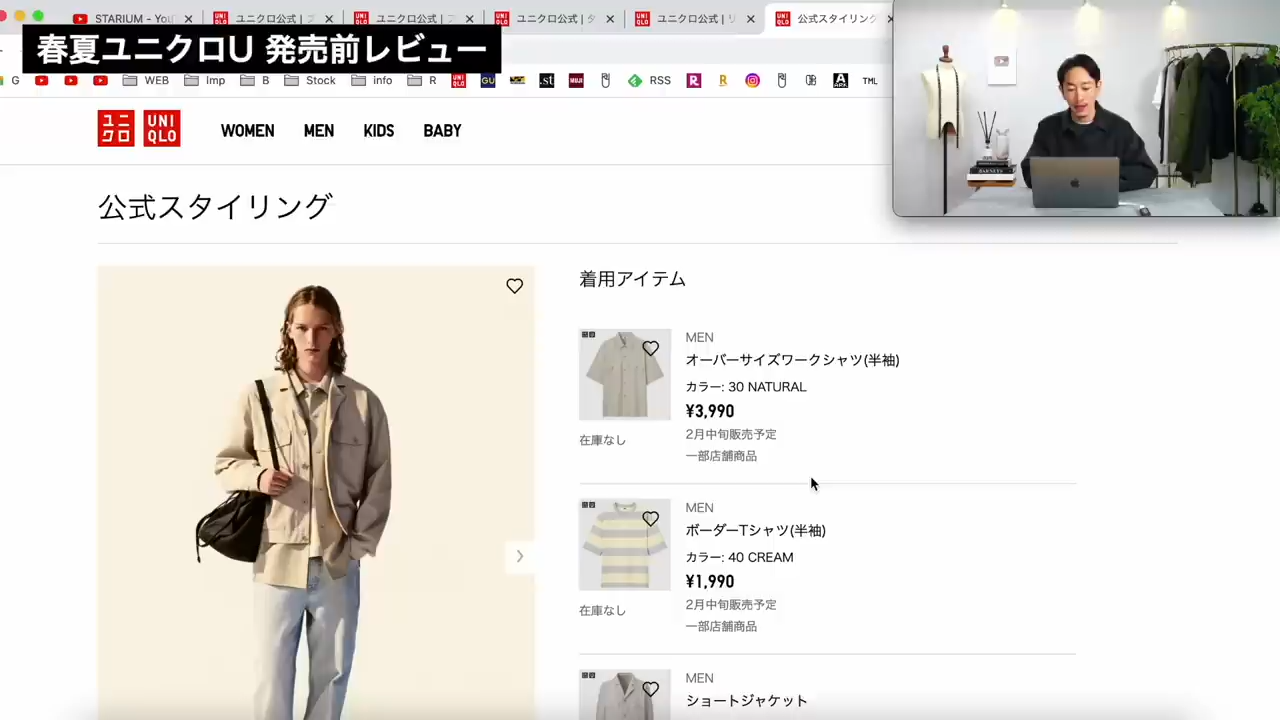 STARIUM - You
ユニクロ公式 | フ
ユニクロ公式 | フ
ユニクロ公式 | タ
ユニクロ公式 | リ
公式スタイリング
春夏ユニクロU 発売前レビュー
G
WEB
Imp
B
Stock
info
R
UNI QLO
GU
.st
MUJI
RSS
R
R
TML
ユニクロ
UNIQLO
WOMEN
MEN
KIDS
BABY
公式スタイリング
着用アイテム
MEN
オーバーサイズワークシャツ(半袖)
カラー: 30 NATURAL
¥3,990
2月中旬販売予定
在庫なし
一部店舗商品
MEN
ボーダーTシャツ(半袖)
カラー: 40 CREAM
¥1,990
2月中旬販売予定
在庫なし
一部店舗商品
MEN
ショートジャケット